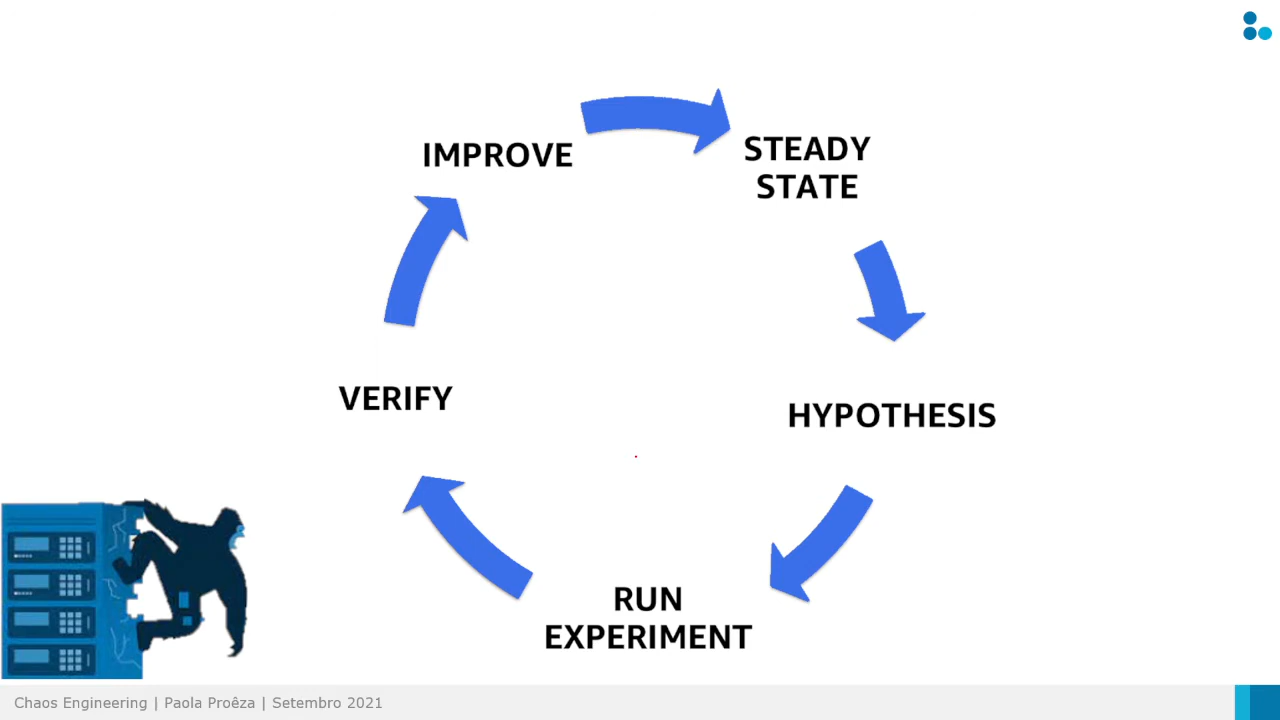 IMPROVE
STEADY
STATE
HYPOTHESIS
RUN
EXPERIMENT
VERIFY
Chaos Engineering | Paola Proêza | Setembro 2021